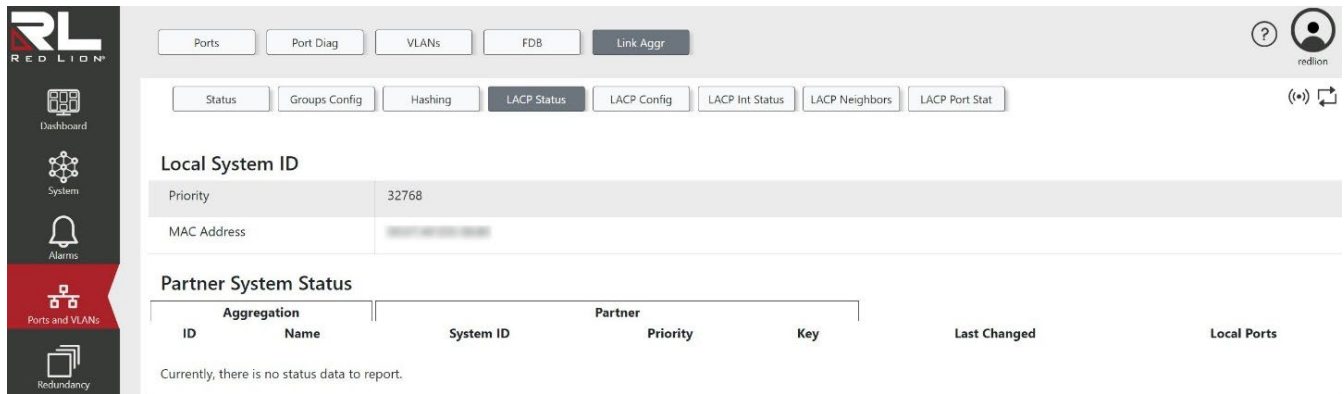 RL
RED LION®
Ports Port Diag VLANs FDB Link Aggr
?
redlion
Status Groups Config Hashing LACP Status LACP Config LACP Int Status LACP Neighbors LACP Port Stat
Dashboard
System
Alarms
Ports and VLANs
Redundancy
Local System ID
Priority 32768
MAC Address
Partner System Status
Aggregation Partner
ID Name System ID Priority Key Last Changed Local Ports
Currently, there is no status data to report.